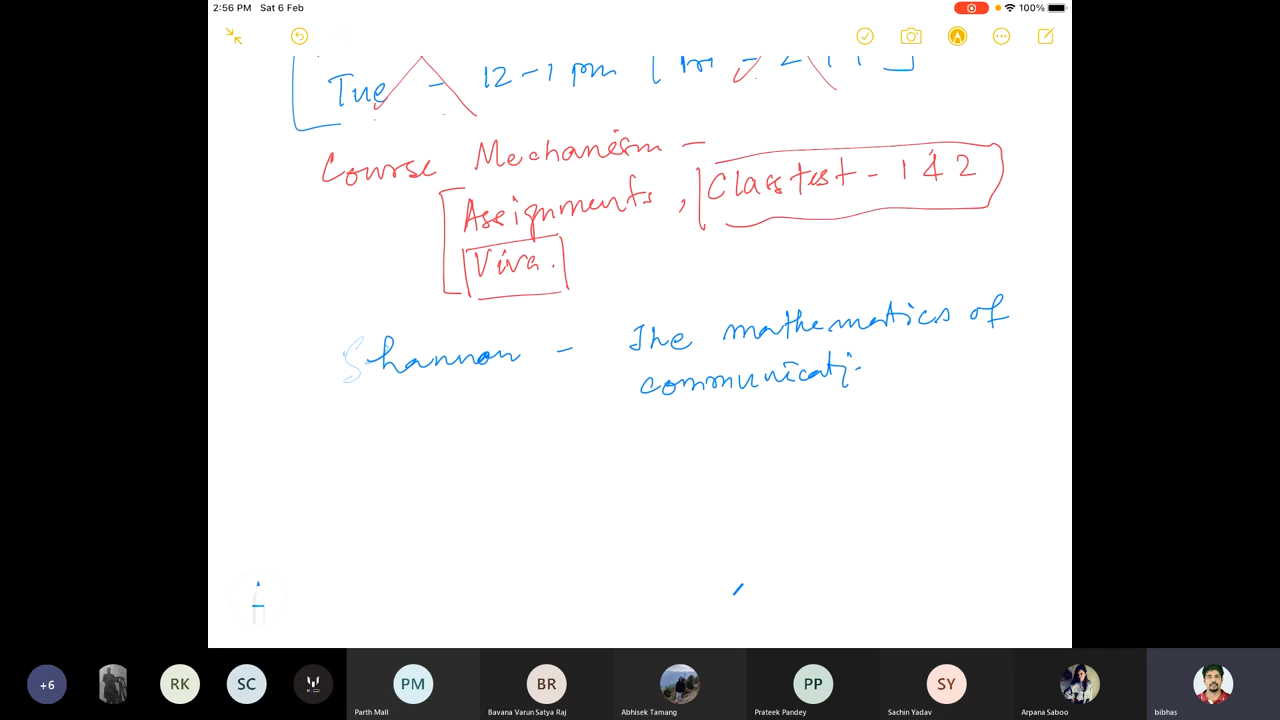 2:56 PM Sat 6 Feb 100%
Tue - 12-1 pm
Course Mechanism -
Assignments, Class test - 1 & 2
Viva.
Shannon - The mathematics of
communicati.
+6 RK SC PM BR PP SY
Parth Mall Bavana Varun Satya Raj Abhisek Tamang Prateek Pandey Sachin Yadav Arpana Saboo bibhas